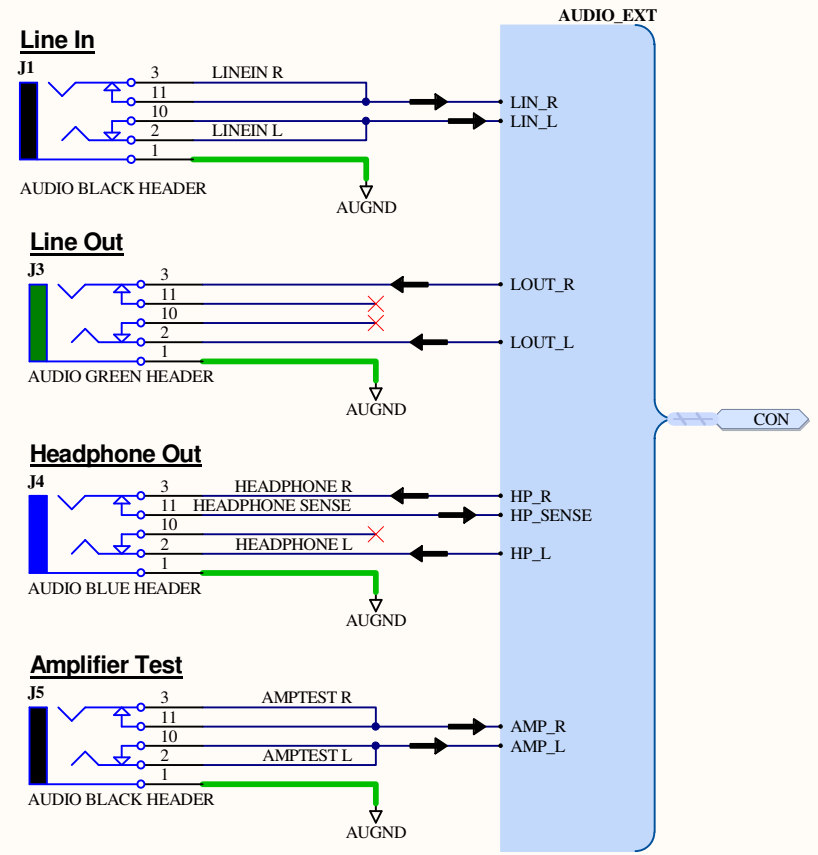 AUDIO_EXT
Line In
J1
3 LINEIN R
11
LIN_R
10
LIN_L
2 LINEIN L
1
AUDIO BLACK HEADER
AUGND
Line Out
J3
3
LOUT_R
11
10
2
LOUT_L
1
AUDIO GREEN HEADER
AUGND
CON
Headphone Out
J4
3 HEADPHONE R
HP_R
11 HEADPHONE SENSE
HP_SENSE
10
2 HEADPHONE L
HP_L
1
AUDIO BLUE HEADER
AUGND
Amplifier Test
J5
3 AMPTEST R
11
AMP_R
10
AMP_L
2 AMPTEST L
1
AUDIO BLACK HEADER
AUGND